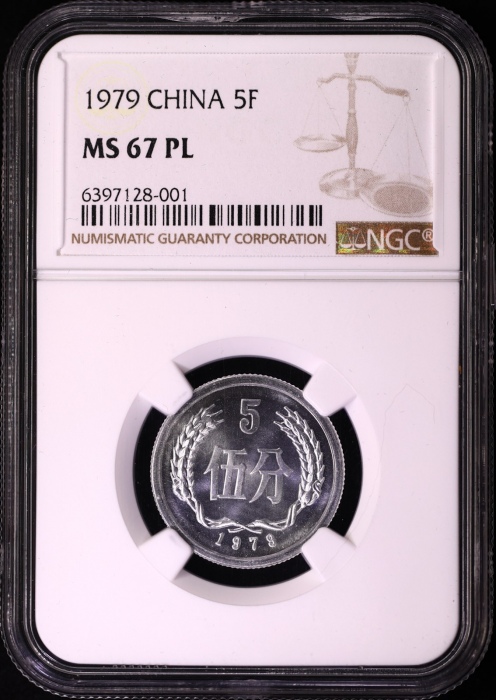 1979 CHINA 5F
MS 67 PL
6397128-001
NUMISMATIC GUARANTY CORPORATION
NGC®
5
伍分
1979